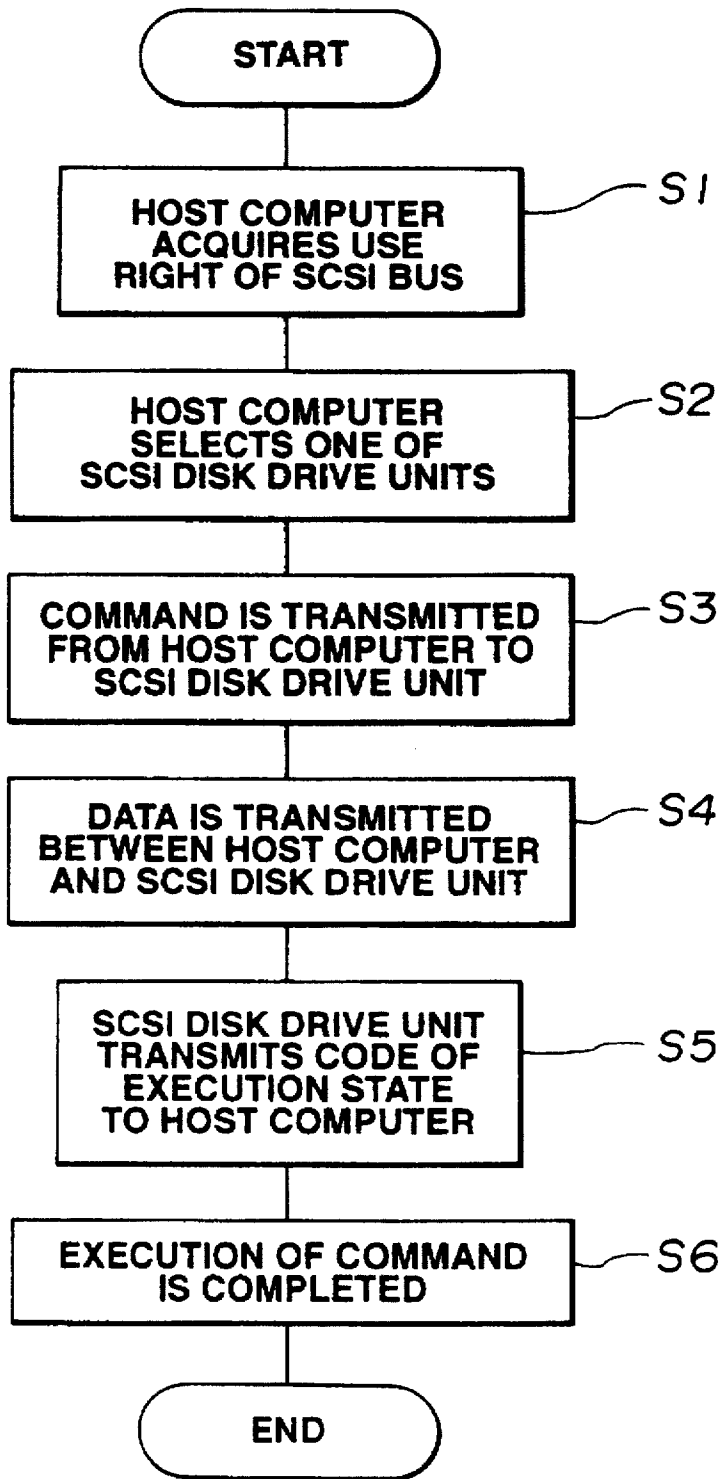 START
HOST COMPUTER
ACQUIRES USE
RIGHT OF SCSI BUS
S1
HOST COMPUTER
SELECTS ONE OF
SCSI DISK DRIVE UNITS
S2
COMMAND IS TRANSMITTED
FROM HOST COMPUTER TO
SCSI DISK DRIVE UNIT
S3
DATA IS TRANSMITTED
BETWEEN HOST COMPUTER
AND SCSI DISK DRIVE UNIT
S4
SCSI DISK DRIVE UNIT
TRANSMITS CODE OF
EXECUTION STATE
TO HOST COMPUTER
S5
EXECUTION OF COMMAND
IS COMPLETED
S6
END